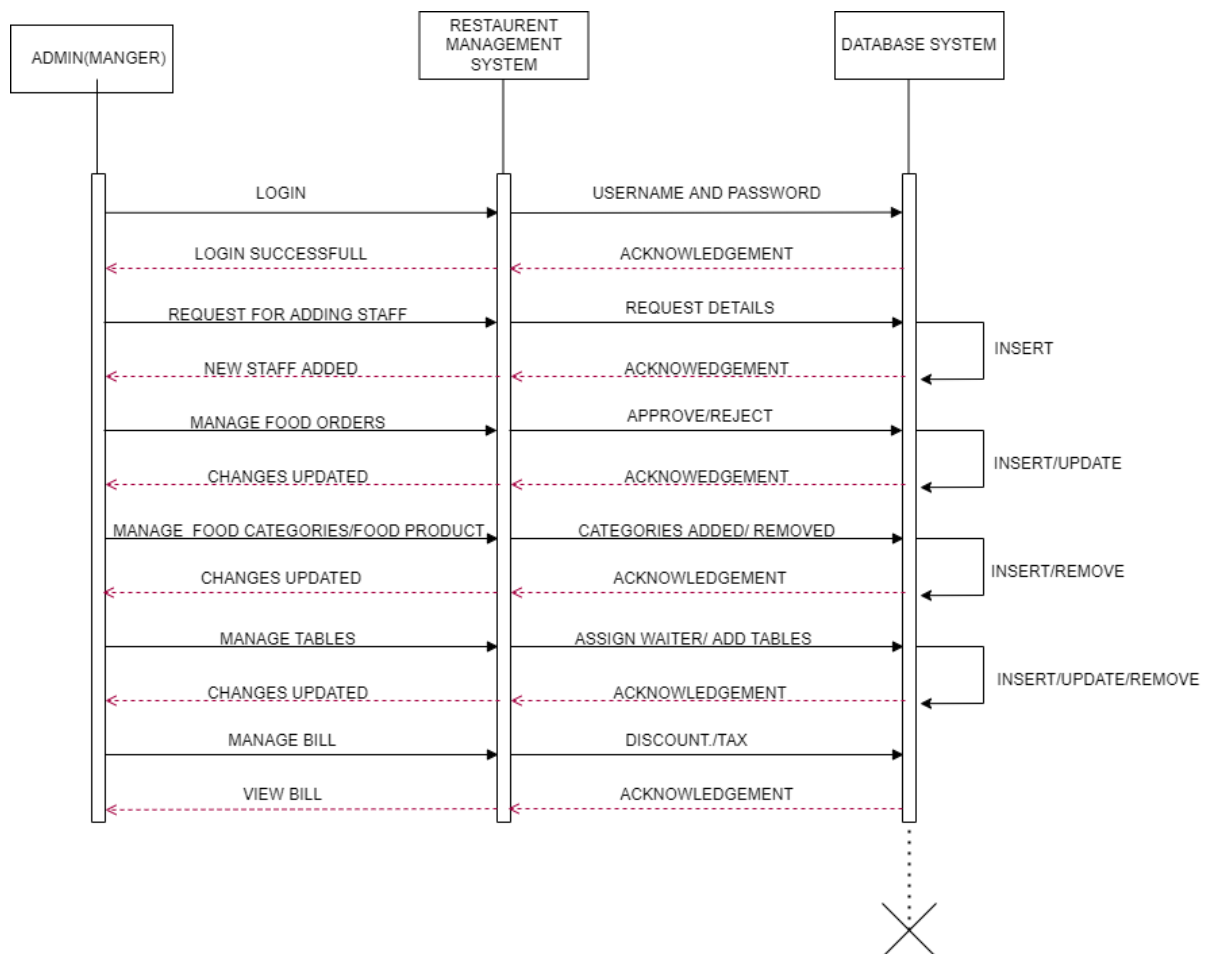 ADMIN(MANGER)
RESTAURENT
MANAGEMENT
SYSTEM
DATABASE SYSTEM
LOGIN
USERNAME AND PASSWORD
LOGIN SUCCESSFULL
ACKNOWLEDGEMENT
REQUEST FOR ADDING STAFF
REQUEST DETAILS
INSERT
NEW STAFF ADDED
ACKNOWEDGEMENT
MANAGE FOOD ORDERS
APPROVE/REJECT
INSERT/UPDATE
CHANGES UPDATED
ACKNOWEDGEMENT
MANAGE FOOD CATEGORIES/FOOD PRODUCT
CATEGORIES ADDED/ REMOVED
INSERT/REMOVE
CHANGES UPDATED
ACKNOWLEDGEMENT
MANAGE TABLES
ASSIGN WAITER/ ADD TABLES
INSERT/UPDATE/REMOVE
CHANGES UPDATED
ACKNOWLEDGEMENT
MANAGE BILL
DISCOUNT./TAX
VIEW BILL
ACKNOWLEDGEMENT